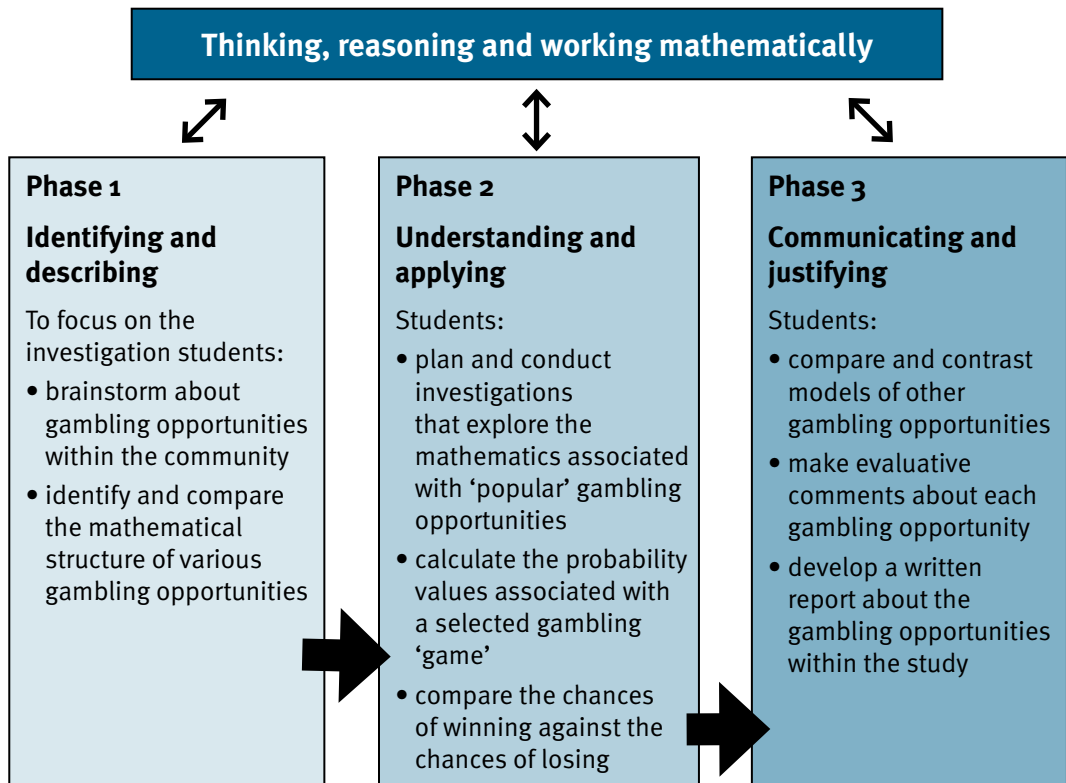 Thinking, reasoning and working mathematically
Phase 1
Identifying and
describing
To focus on the
investigation students:
• brainstorm about
gambling opportunities
within the community
• identify and compare
the mathematical
structure of various
gambling opportunities
Phase 2
Understanding and
applying
Students:
• plan and conduct
investigations
that explore the
mathematics associated
with ‘popular’ gambling
opportunities
• calculate the probability
values associated with
a selected gambling
‘game’
• compare the chances
of winning against the
chances of losing
Phase 3
Communicating and
justifying
Students:
• compare and contrast
models of other
gambling opportunities
• make evaluative
comments about each
gambling opportunity
• develop a written
report about the
gambling opportunities
within the study